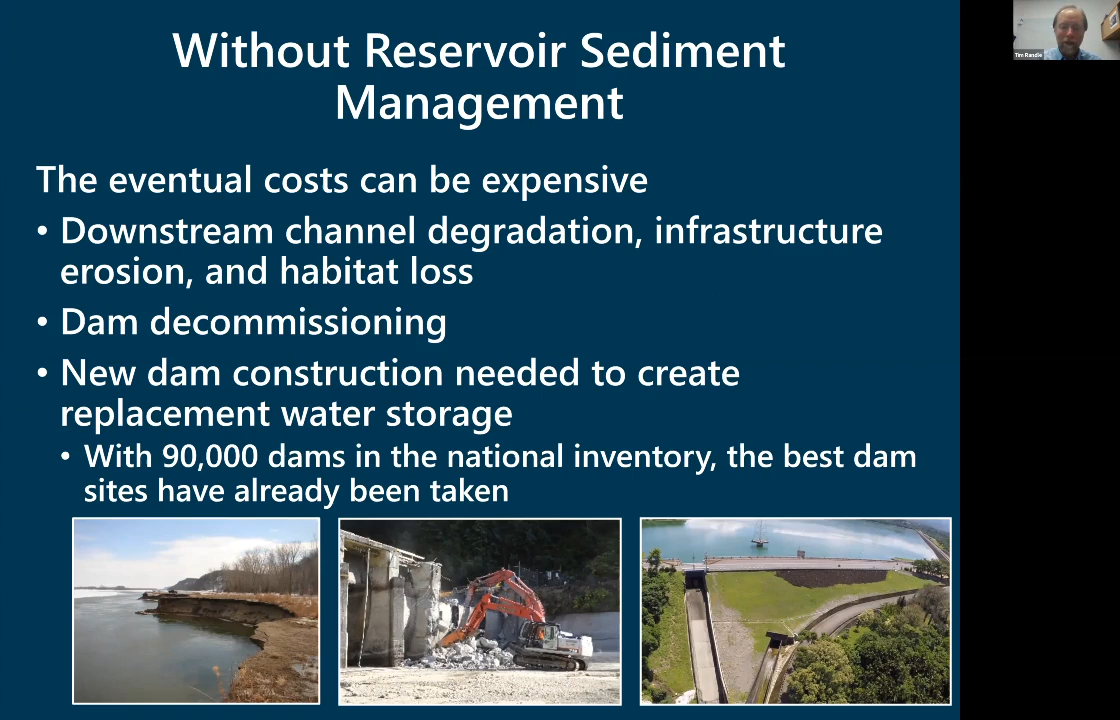 Without Reservoir Sediment
Management
The eventual costs can be expensive
• Downstream channel degradation, infrastructure
erosion, and habitat loss
• Dam decommissioning
• New dam construction needed to create
replacement water storage
• With 90,000 dams in the national inventory, the best dam
sites have already been taken
Tim Randle